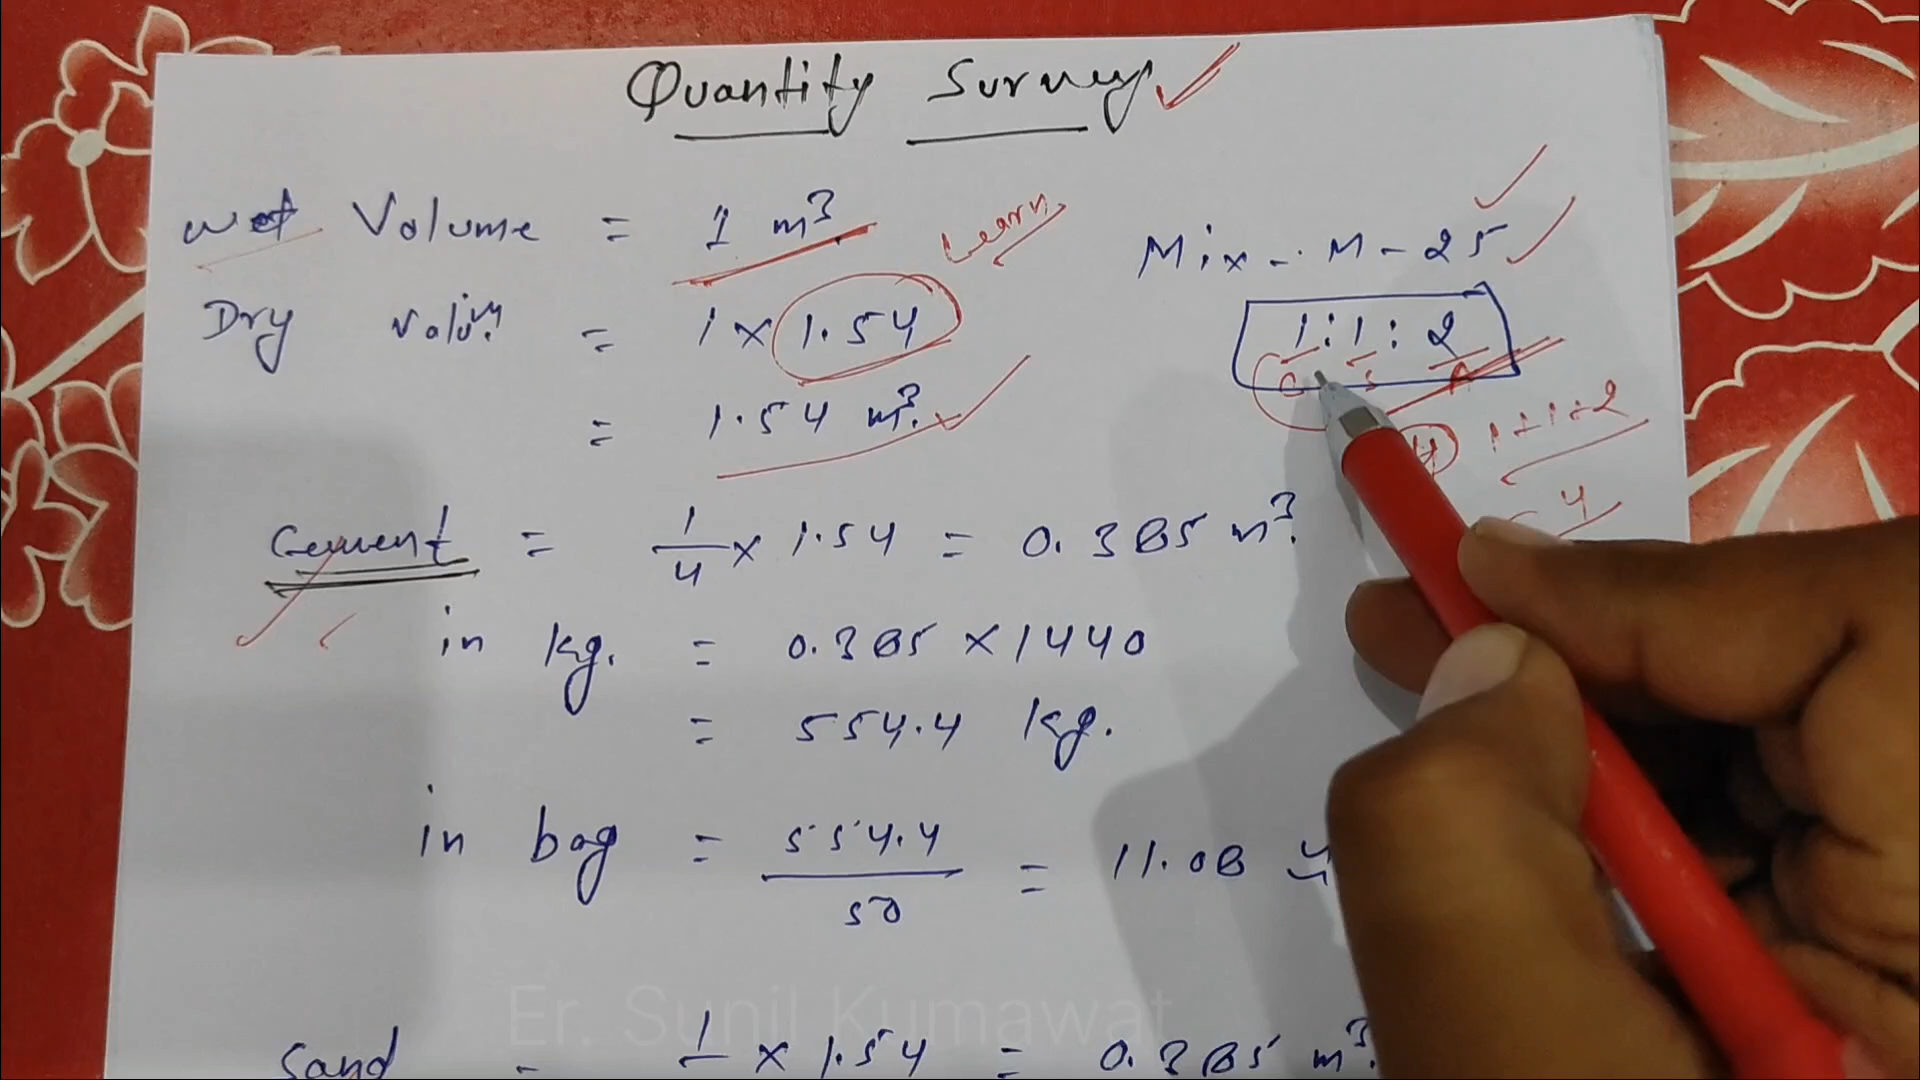 Quantity Survey
Wet Volume = 1 m³
Learn
Mix - M - 25
Dry Volum. = 1 × 1.54
1 : 1 : 2
C S A
= 1.54 m³.
4
1+1+2
4
Cement = 1/4 × 1.54 = 0.385 m³.
in kg. = 0.385 × 1440
= 554.4 kg.
in bag = 554.4/50 = 11.08
Er. Sunil Kumawat
Sand = 1/ × 1.54 = 0.385 m³.